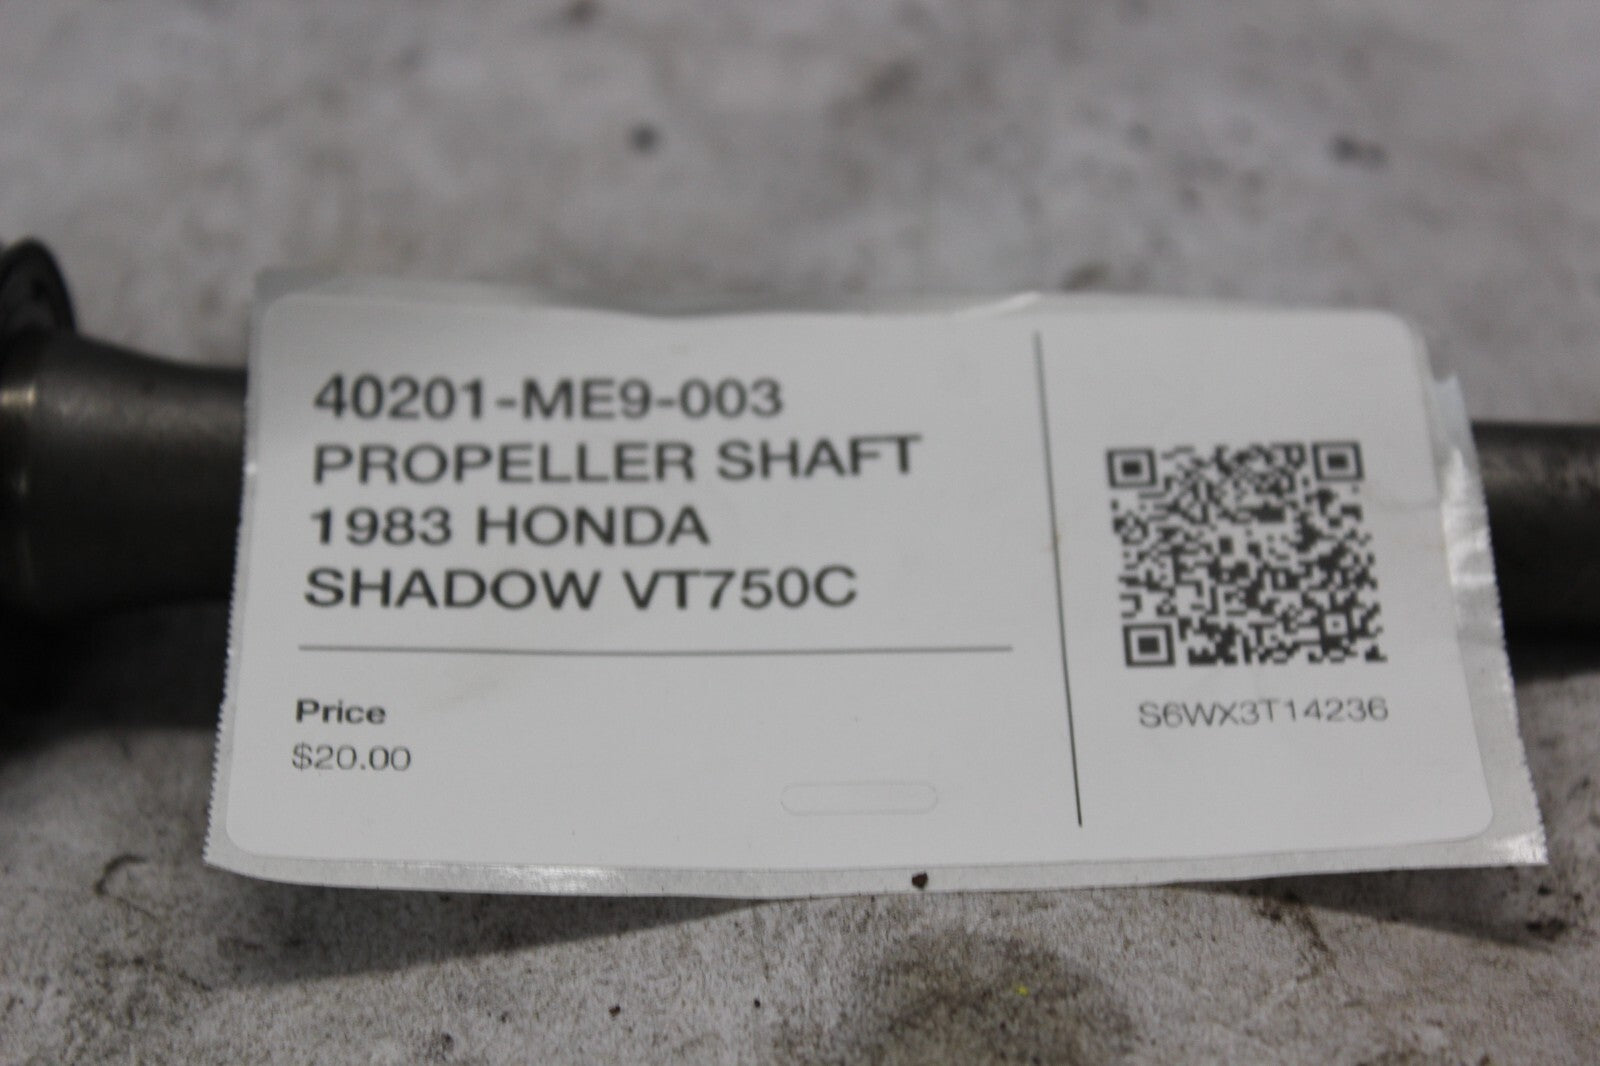 40201-ME9-003
PROPELLER SHAFT
1983 HONDA
SHADOW VT750C
Price
$20.00
S6WX3T14236